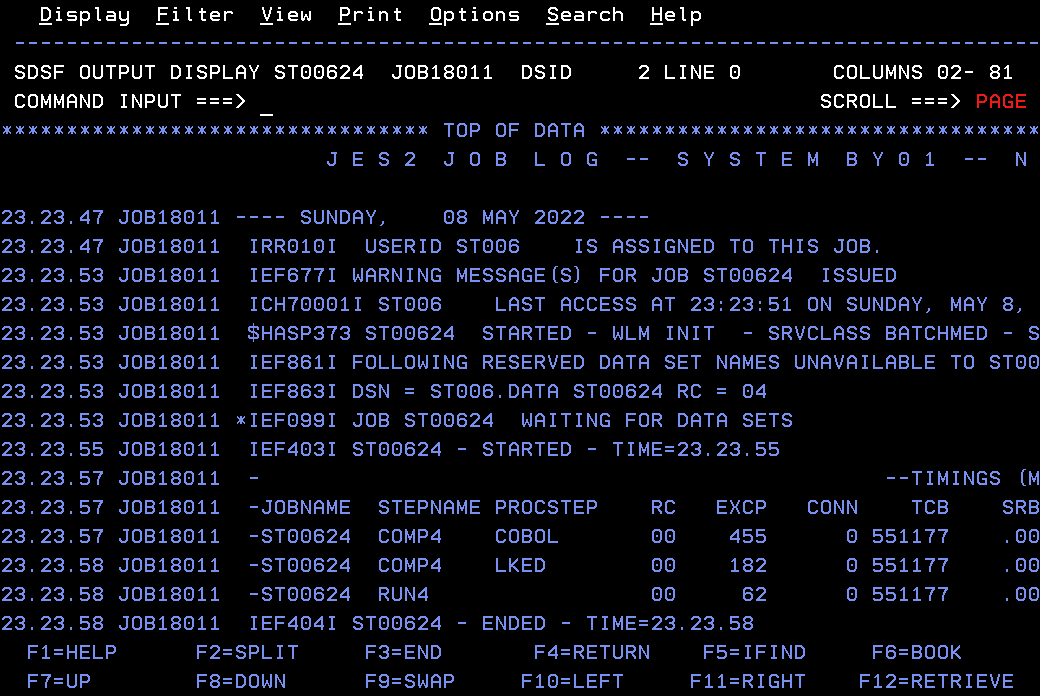 Display  Filter  View  Print  Options  Search  Help
-------------------------------------------------------------------------------
SDSF OUTPUT DISPLAY ST00624  JOB18011  DSID     2 LINE 0       COLUMNS 02- 81
COMMAND INPUT ===> _                                          SCROLL ===> PAGE
********************************* TOP OF DATA **********************************
J E S 2  J O B  L O G  --  S Y S T E M  B Y 0 1  --  N
23.23.47 JOB18011 ---- SUNDAY,    08 MAY 2022 ----
23.23.47 JOB18011  IRR010I  USERID ST006    IS ASSIGNED TO THIS JOB.
23.23.53 JOB18011  IEF677I WARNING MESSAGE(S) FOR JOB ST00624  ISSUED
23.23.53 JOB18011  ICH70001I ST006    LAST ACCESS AT 23:23:51 ON SUNDAY, MAY 8,
23.23.53 JOB18011  $HASP373 ST00624  STARTED - WLM INIT  - SRVCLASS BATCHMED - S
23.23.53 JOB18011  IEF861I FOLLOWING RESERVED DATA SET NAMES UNAVAILABLE TO ST00
23.23.53 JOB18011  IEF863I DSN = ST006.DATA ST00624 RC = 04
23.23.53 JOB18011 *IEF099I JOB ST00624  WAITING FOR DATA SETS
23.23.55 JOB18011  IEF403I ST00624 - STARTED - TIME=23.23.55
23.23.57 JOB18011  -                                                --TIMINGS (M
23.23.57 JOB18011  -JOBNAME  STEPNAME PROCSTEP    RC   EXCP   CONN    TCB    SRB
23.23.57 JOB18011  -ST00624  COMP4    COBOL       00    455      0 551177    .00
23.23.58 JOB18011  -ST00624  COMP4    LKED        00    182      0 551177    .00
23.23.58 JOB18011  -ST00624  RUN4                 00     62      0 551177    .00
23.23.58 JOB18011  IEF404I ST00624 - ENDED - TIME=23.23.58
F1=HELP      F2=SPLIT     F3=END       F4=RETURN    F5=IFIND     F6=BOOK
F7=UP        F8=DOWN      F9=SWAP     F10=LEFT     F11=RIGHT    F12=RETRIEVE